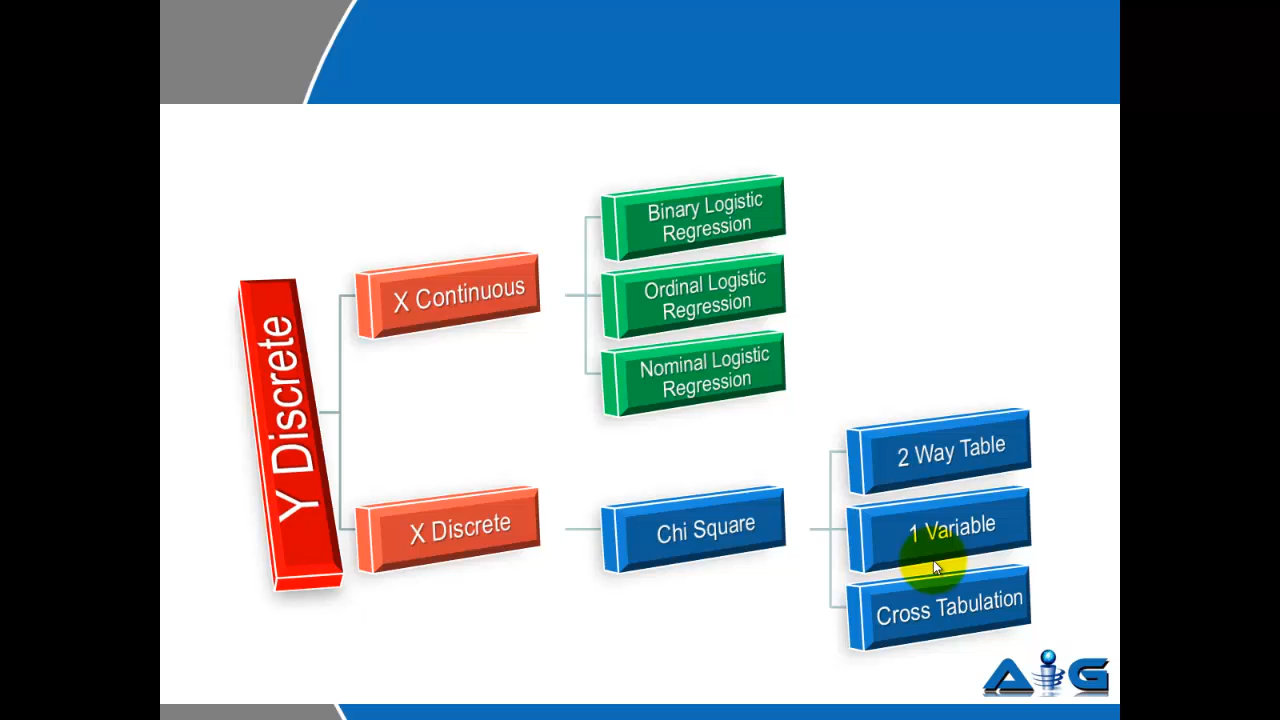 Y Discrete
X Continuous
Binary Logistic
Regression
Ordinal Logistic
Regression
Nominal Logistic
Regression
X Discrete
Chi Square
2 Way Table
1 Variable
Cross Tabulation
AiG